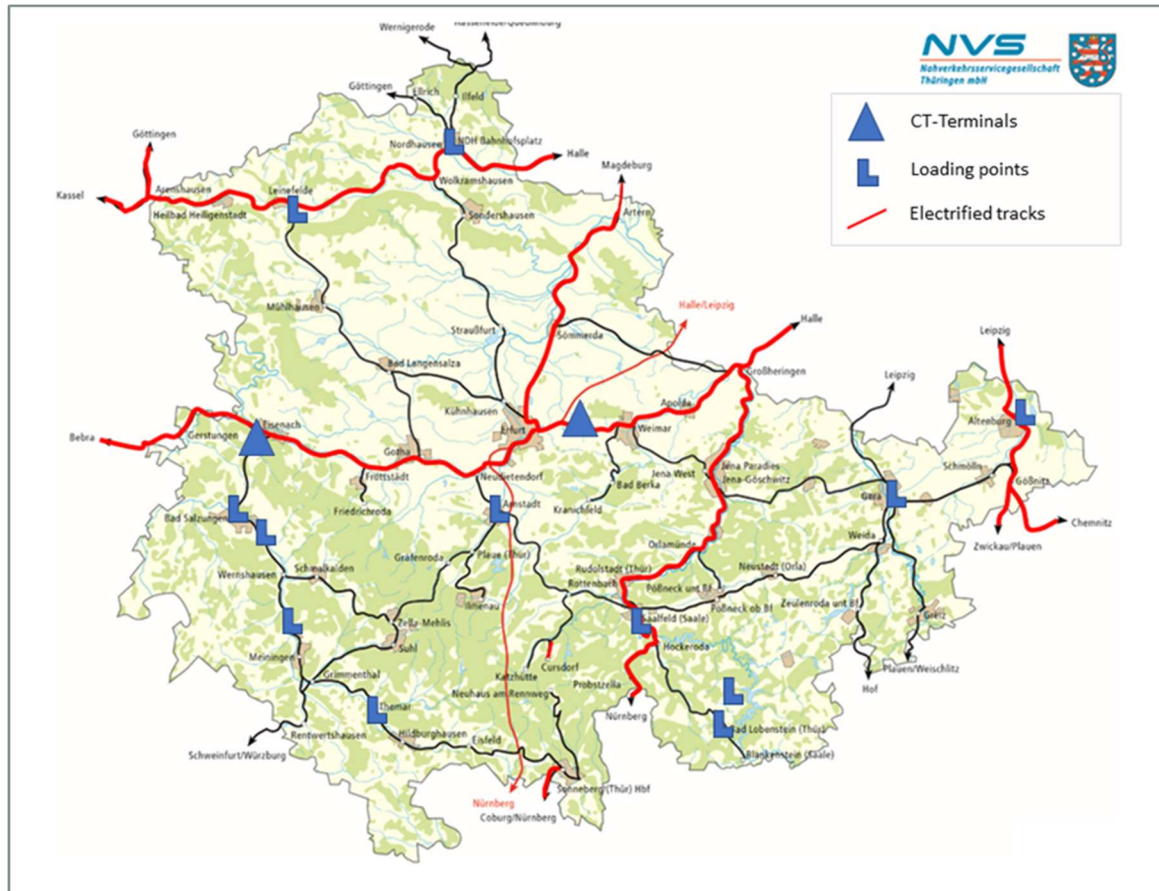 Wernigerode
NVS
Nahverkehrsservicegesellschaft
Thüringen mbH
CT-Terminals
Loading points
Electrified tracks
Göttingen
Ellrich
Ilfeld
Göttingen
Nordhausen
NDH Bahnhofsplatz
Halle
Magdeburg
Kassel
Arenshausen
Leinefelde
Wolkramshausen
Heilbad Heiligenstadt
Sondershausen
Artern
Mühlhausen
Straußfurt
Sömmerda
Halle/Leipzig
Halle
Leipzig
Bad Langensalza
Großheringen
Leipzig
Kühnhausen
Apolda
Altenburg
Bebra
Gerstungen
Eisenach
Erfurt
Weimar
Gotha
Neudietendorf
Jena West
Jena Paradies
Jena-Göschwitz
Schmölln
Gößnitz
Fröttstädt
Bad Berka
Gera
Friedrichroda
Arnstadt
Kranichfeld
Chemnitz
Bad Salzungen
Orlamünde
Weida
Zwickau/Plauen
Gräfenroda
Plaue (Thür)
Wernshausen
Schmalkalden
Rudolstadt (Thür)
Rottenbach
Pößneck unt Bf
Neustadt (Orla)
Ilmenau
Pößneck ob Bf
Zeulenroda unt Bf
Greiz
Zella-Mehlis
Saalfeld (Saale)
Suhl
Hockeroda
Meiningen
Grimmenthal
Cursdorf
Katzhütte
Probstzella
Plauen/Weischlitz
Hof
Neuhaus am Rennweg
Themar
Nürnberg
Rentwertshausen
Hildburghausen
Eisfeld
Bad Lobenstein (Thür)
Schweinfurt/Würzburg
Blankenstein (Saale)
Sonneberg (Thür) Hbf
Nürnberg
Coburg/Nürnberg